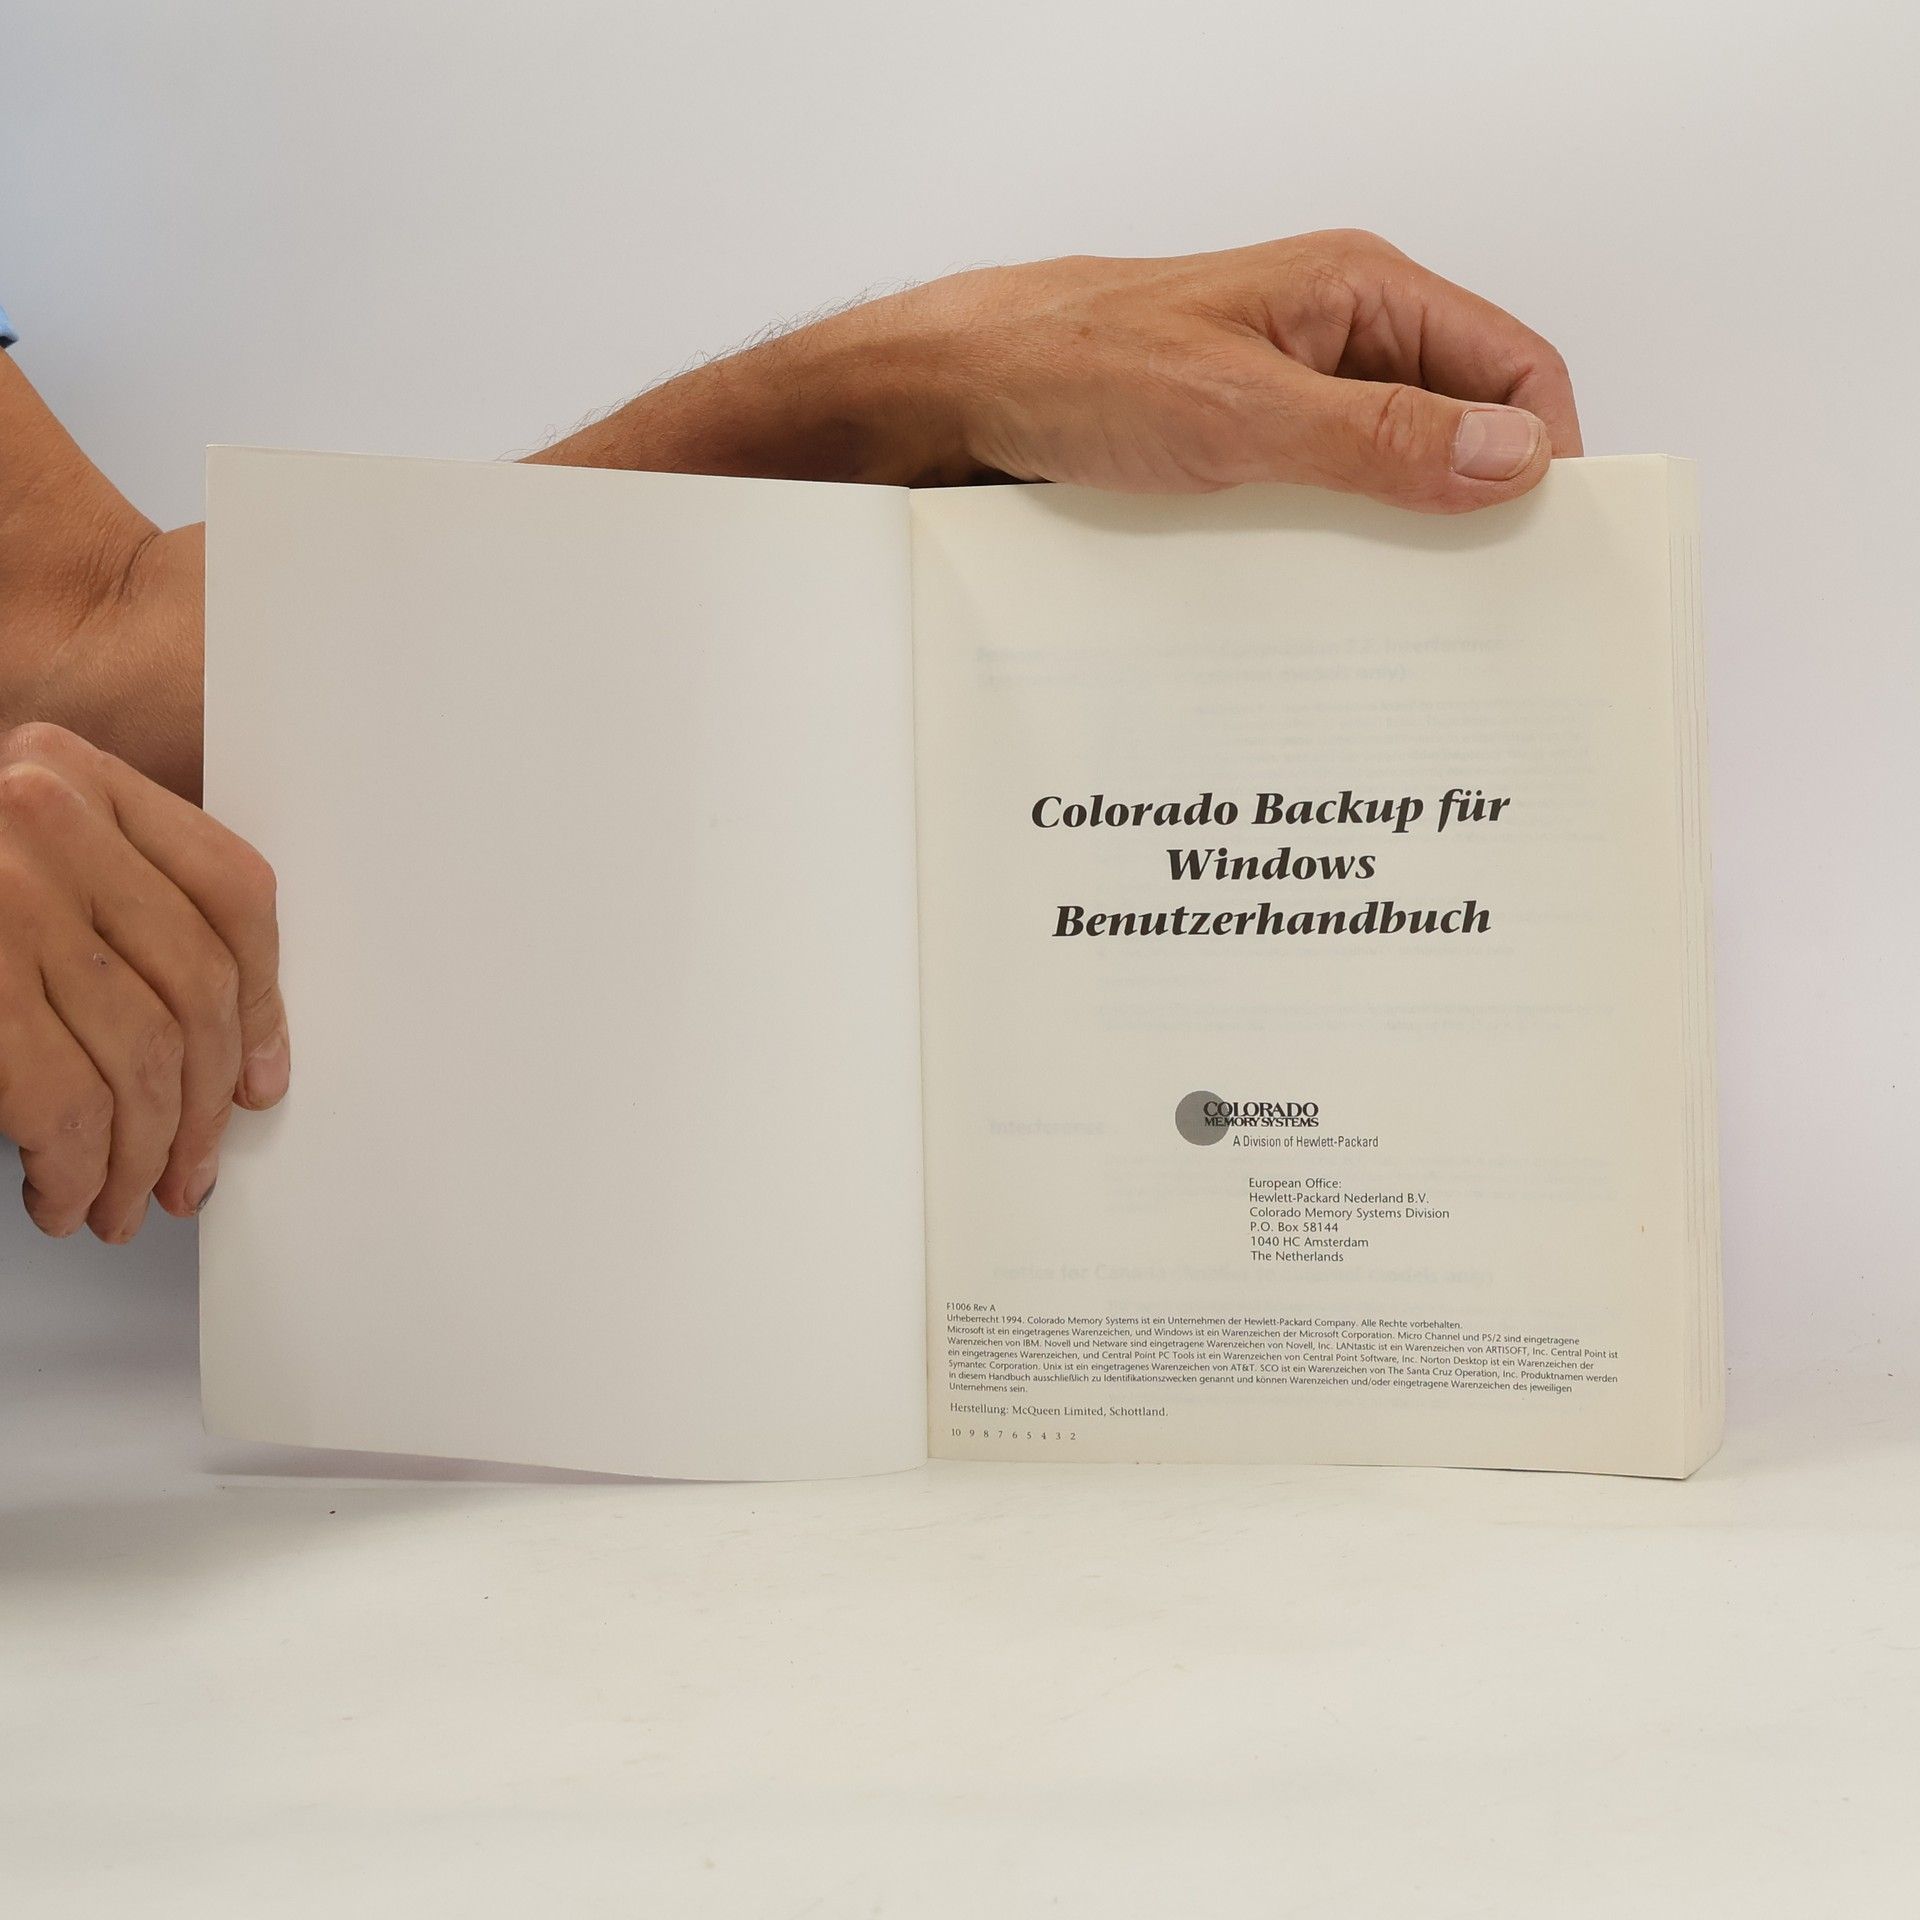 Colorado Backup für
Windows
Benutzerhandbuch
COLORADO
MEMORY SYSTEMS
A Division of Hewlett-Packard
European Office:
Hewlett-Packard Nederland B.V.
Colorado Memory Systems Division
P.O. Box 58144
1040 HC Amsterdam
The Netherlands
F1006 Rev A
Urheberrecht 1994. Colorado Memory Systems ist ein Unternehmen der Hewlett-Packard Company. Alle Rechte vorbehalten.
Microsoft ist ein eingetragenes Warenzeichen, und Windows ist ein Warenzeichen der Microsoft Corporation. Micro Channel und PS/2 sind eingetragene
Warenzeichen von IBM. Novell und Netware sind eingetragene Warenzeichen von Novell, Inc. LANtastic ist ein Warenzeichen von ARTISOFT, Inc. Central Point ist
ein eingetragenes Warenzeichen, und Central Point PC Tools ist ein Warenzeichen von Central Point Software, Inc. Norton Desktop ist ein Warenzeichen der
Symantec Corporation. Unix ist ein eingetragenes Warenzeichen von AT&T. SCO ist ein Warenzeichen von The Santa Cruz Operation, Inc. Produktnamen werden
in diesem Handbuch ausschließlich zu Identifikationszwecken genannt und können Warenzeichen und/oder eingetragene Warenzeichen des jeweiligen
Unternehmens sein.
Herstellung: McQueen Limited, Schottland.
10 9 8 7 6 5 4 3 2